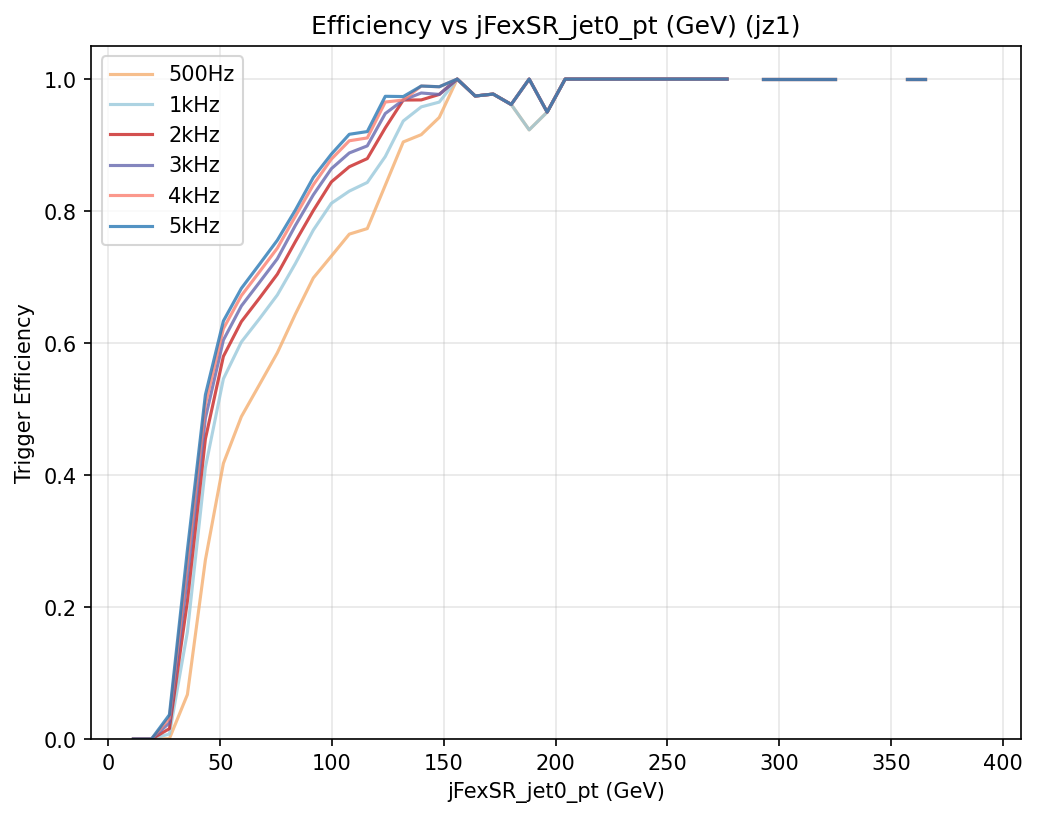 Efficiency vs jFexSR_jet0_pt (GeV) (jz1)
500Hz
1kHz
2kHz
3kHz
4kHz
5kHz
Trigger Efficiency
1.0
0.8
0.6
0.4
0.2
0.0
0 50 100 150 200 250 300 350 400
jFexSR_jet0_pt (GeV)